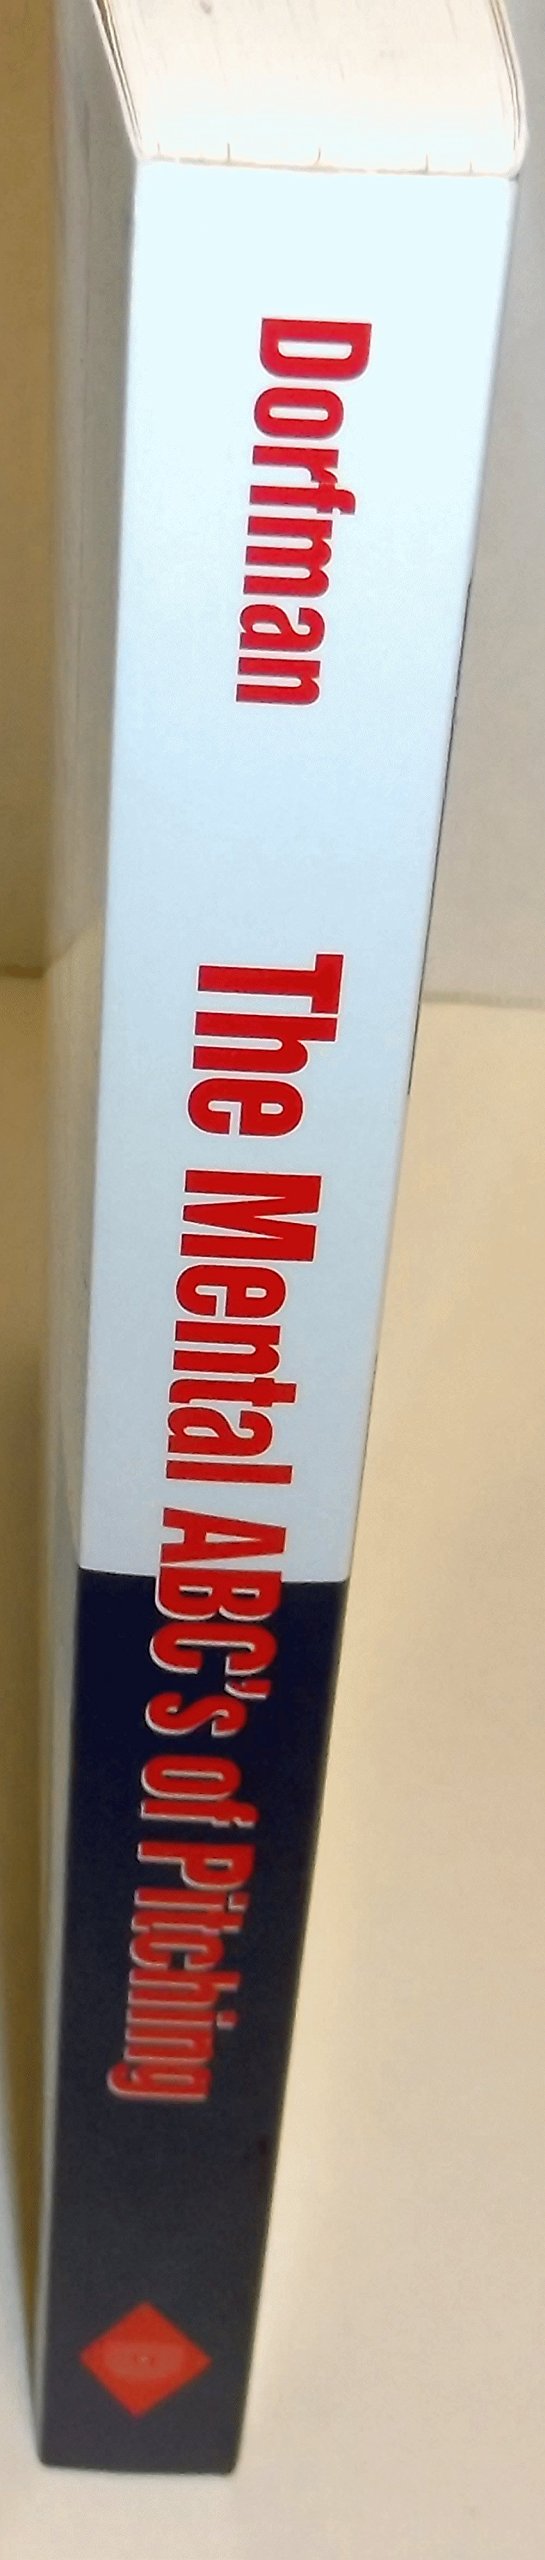 Dorfman
The Mental ABC's of Pitching